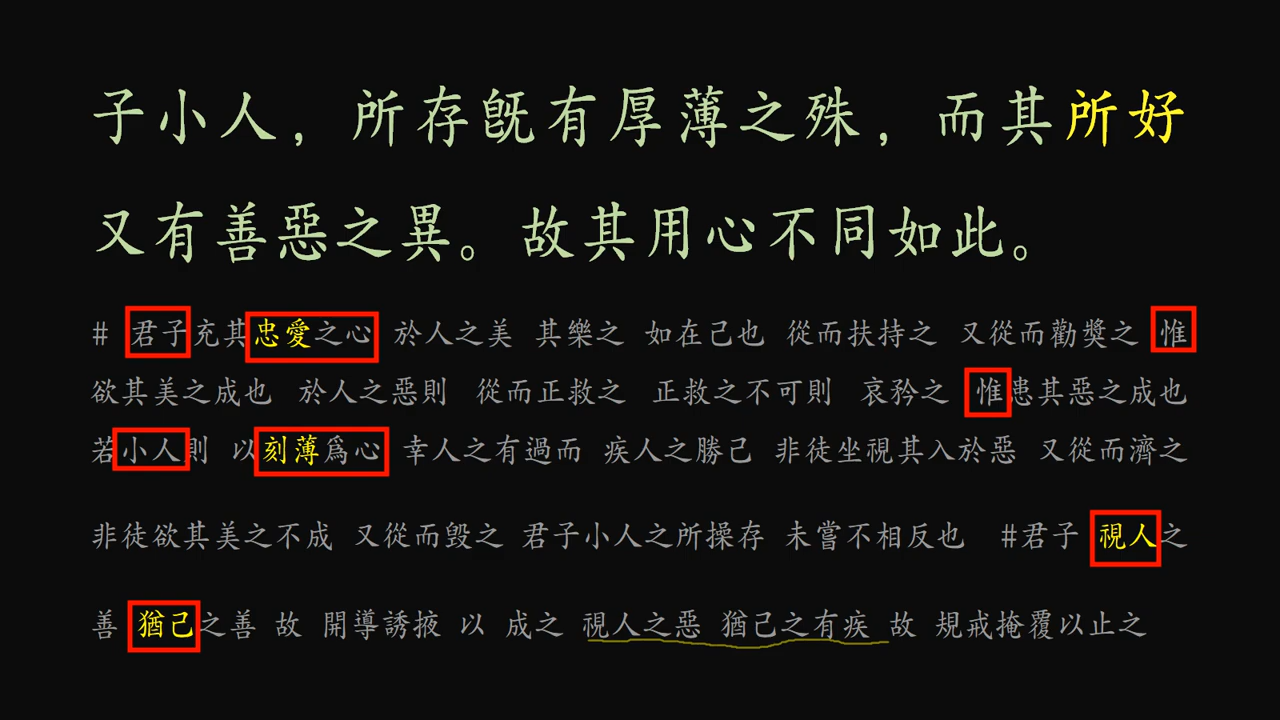 子小人，所存旣有厚薄之殊，而其所好
又有善惡之異。故其用心不同如此。
# 君子充其忠愛之心 於人之美 其樂之 如在己也 從而扶持之 又從而勸獎之 惟
欲其美之成也 於人之惡則 從而正救之 正救之不可則 哀矜之 惟患其惡之成也
若小人則 以刻薄爲心 幸人之有過而 疾人之勝己 非徒坐視其入於惡 又從而濟之
非徒欲其美之不成 又從而毀之 君子小人之所操存 未嘗不相反也 #君子 視人之
善 猶己之善 故 開導誘掖 以 成之 視人之惡 猶己之有疾 故 規戒掩覆以止之